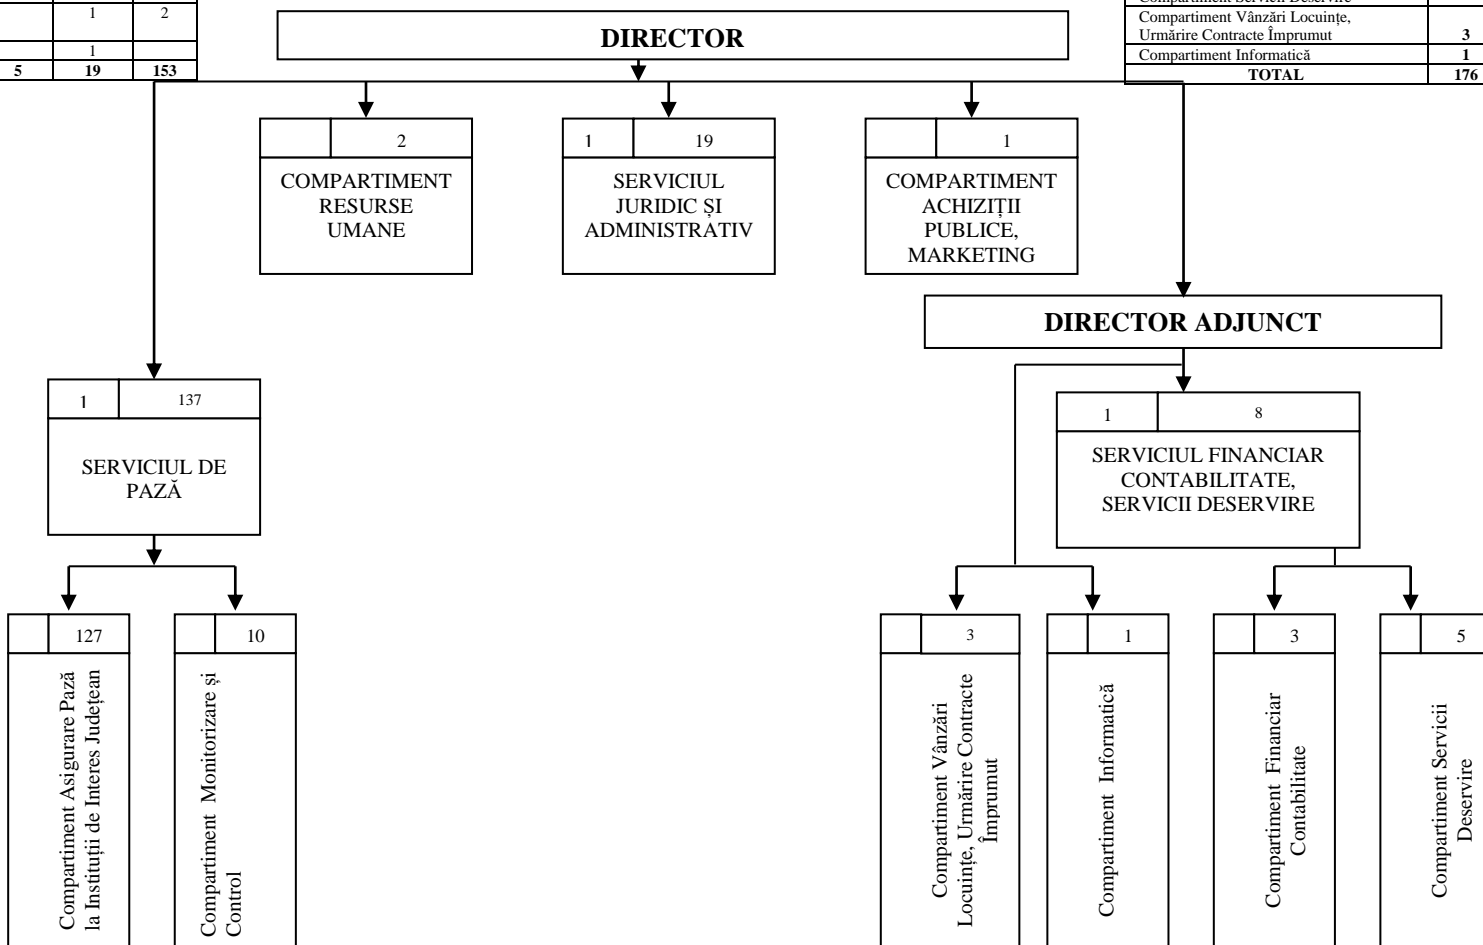 1 2
1
5 19 153
Compartiment Servicii Deservire
Compartiment Vânzări Locuințe,
Urmărire Contracte Împrumut 3
Compartiment Informatică 1
TOTAL 176
DIRECTOR
2
COMPARTIMENT
RESURSE
UMANE
1 19
SERVICIUL
JURIDIC ȘI
ADMINISTRATIV
1
COMPARTIMENT
ACHIZIȚII
PUBLICE,
MARKETING
DIRECTOR ADJUNCT
1 137
SERVICIUL DE
PAZĂ
1 8
SERVICIUL FINANCIAR
CONTABILITATE,
SERVICII DESERVIRE
127
Compartiment Asigurare Pază
la Instituții de Interes Județean
10
Compartiment Monitorizare și
Control
3
Compartiment Vânzări
Locuințe, Urmărire Contracte
Împrumut
1
Compartiment Informatică
3
Compartiment Financiar
Contabilitate
5
Compartiment Servicii
Deservire